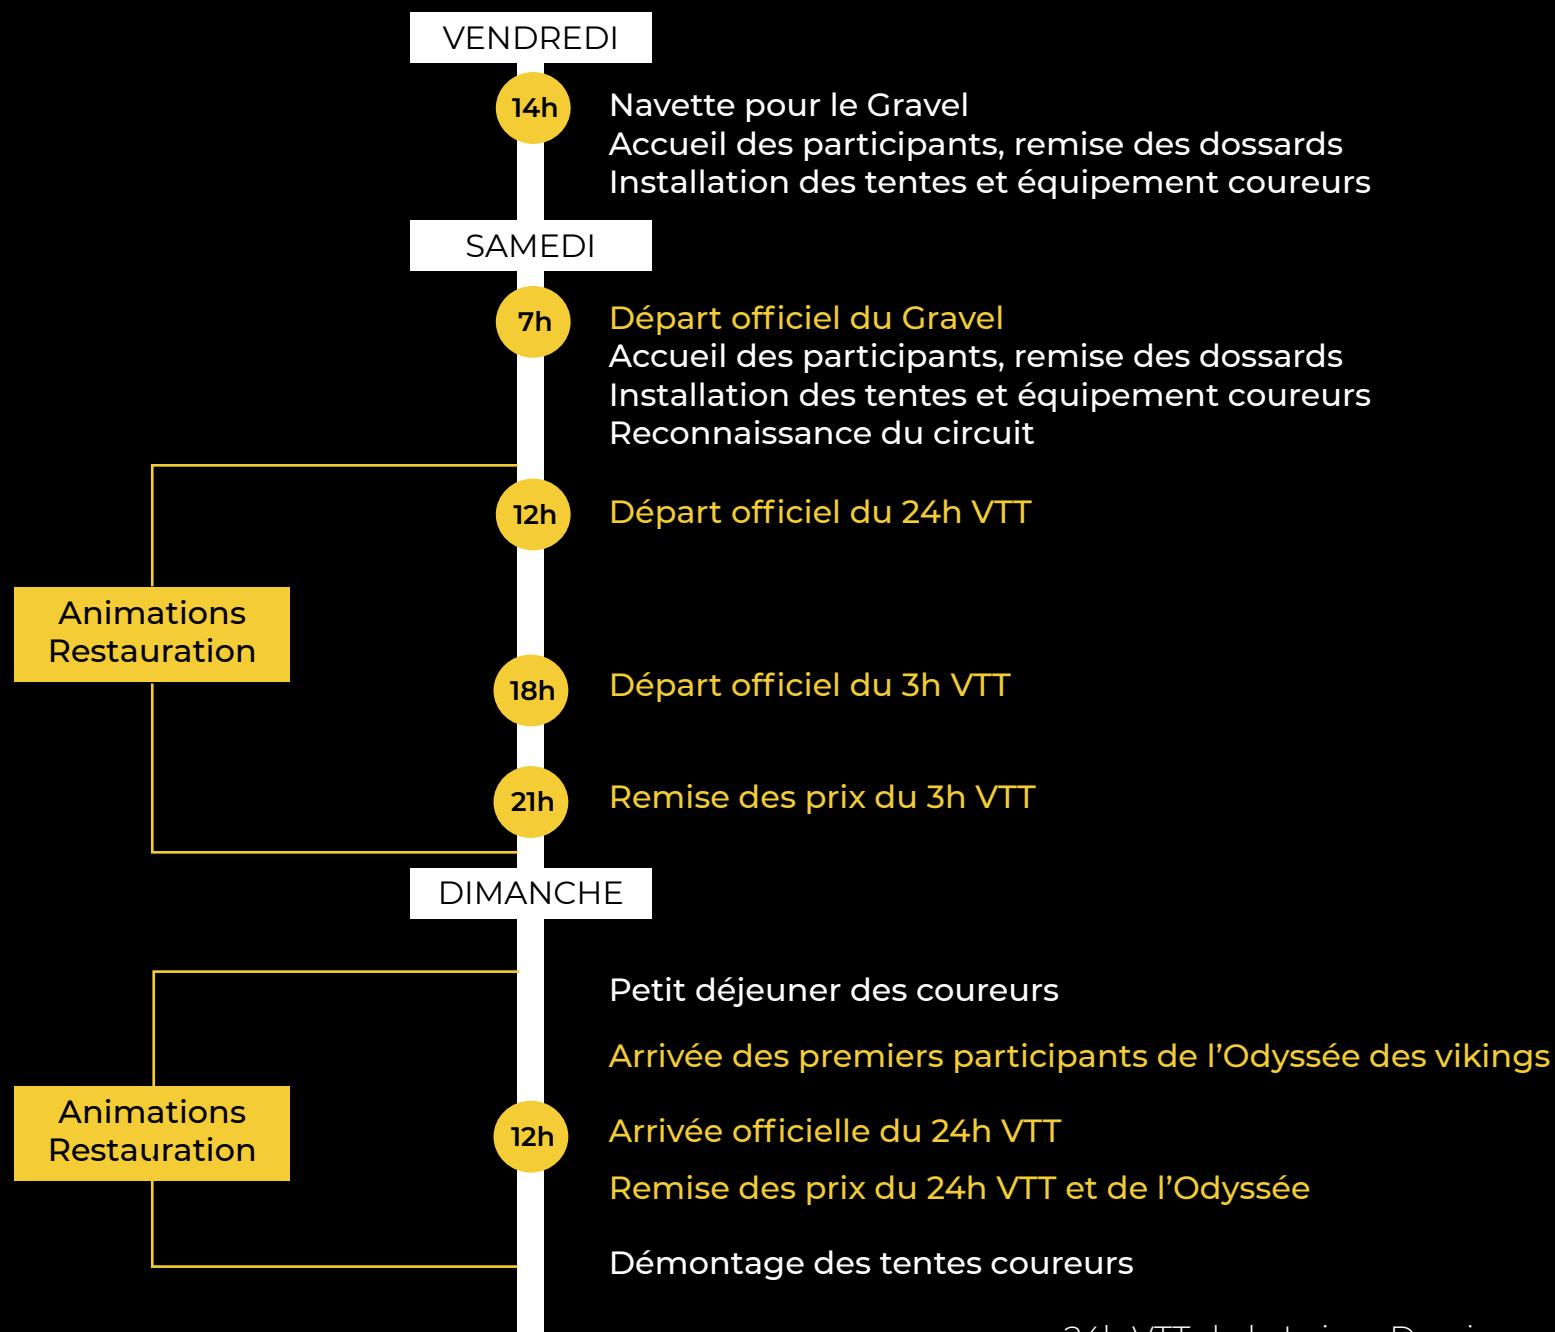 VENDREDI
14h
Navette pour le Gravel
Accueil des participants, remise des dossards
Installation des tentes et équipement coureurs
SAMEDI
7h
Départ officiel du Gravel
Accueil des participants, remise des dossards
Installation des tentes et équipement coureurs
Reconnaissance du circuit
12h
Départ officiel du 24h VTT
Animations
Restauration
18h
Départ officiel du 3h VTT
21h
Remise des prix du 3h VTT
DIMANCHE
Petit déjeuner des coureurs
Arrivée des premiers participants de l’Odyssée des vikings
Animations
Restauration
12h
Arrivée officielle du 24h VTT
Remise des prix du 24h VTT et de l’Odyssée
Démontage des tentes coureurs
24h VTT de la